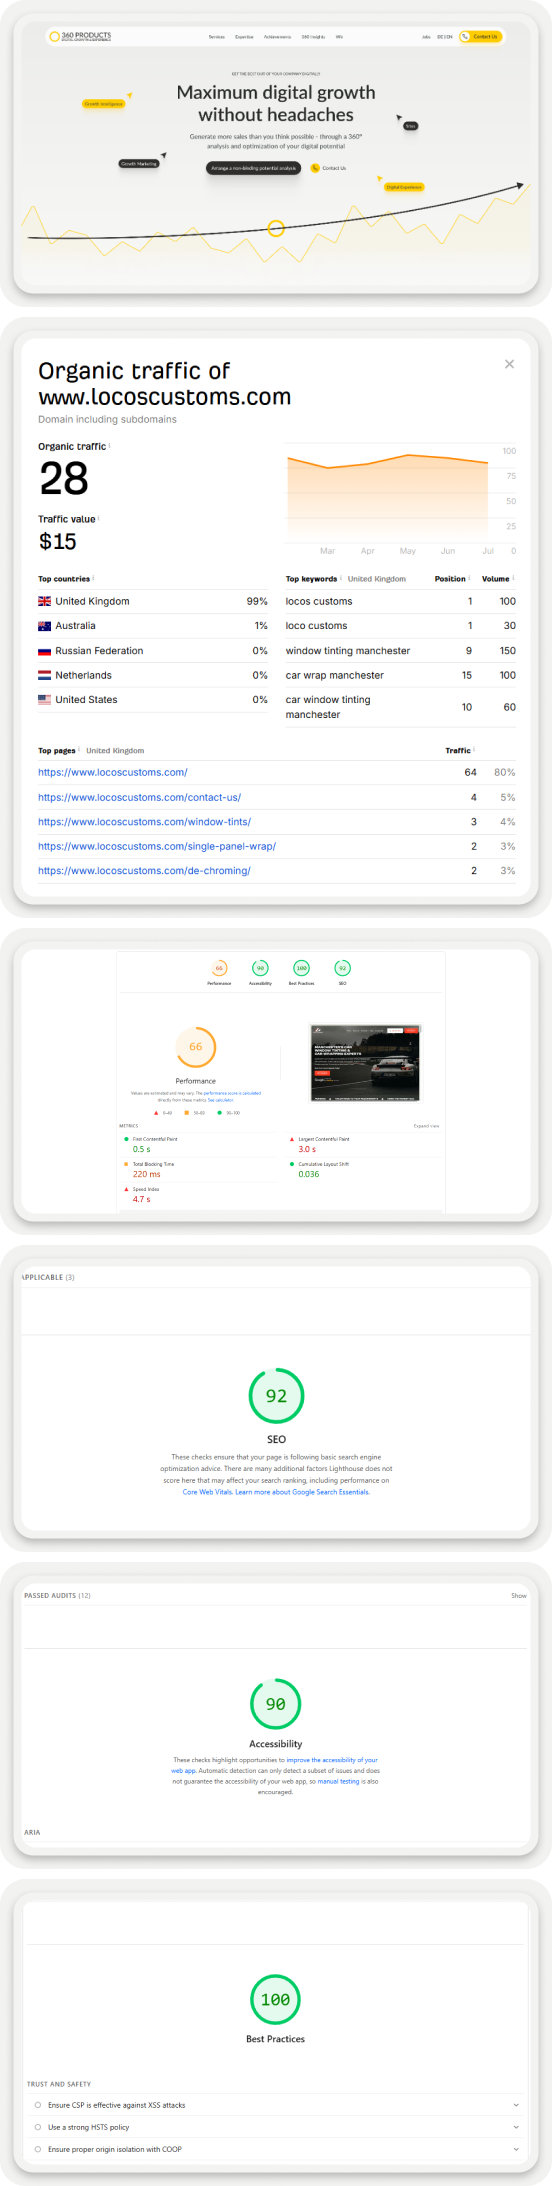 360 PRODUCTS
DIGITAL GROWTH & EXPERIENCE
Services Expertise Achievements 360 Insights We
Jobs DE | EN Contact Us
GET THE BEST OUT OF YOUR COMPANY DIGITALLY
Maximum digital growth
without headaches
Growth Intelligence
Sites
Generate more sales than you think possible - through a 360°
analysis and optimization of your digital potential
Growth Marketing
Arrange a non-binding potential analysis Contact Us
Digital Experience
Organic traffic of
www.locoscustoms.com
Domain including subdomains
Organic traffic
28
Traffic value
$15
100
75
50
25
0
Mar Apr May Jun Jul
Top countries
United Kingdom 99%
Australia 1%
Russian Federation 0%
Netherlands 0%
United States 0%
Top keywords United Kingdom Position Volume
locos customs 1 100
loco customs 1 30
window tinting manchester 9 150
car wrap manchester 15 100
car window tinting
manchester 10 60
Top pages United Kingdom Traffic
https://www.locoscustoms.com/ 64 80%
https://www.locoscustoms.com/contact-us/ 4 5%
https://www.locoscustoms.com/window-tints/ 3 4%
https://www.locoscustoms.com/single-panel-wrap/ 2 3%
https://www.locoscustoms.com/de-chroming/ 2 3%
66 90 100 92
Performance Accessibility Best Practices SEO
66
Performance
Values are estimated and may vary. The performance score is calculated
directly from these metrics. See calculator.
0–49 50–89 90–100
MANCHESTER'S CAR
WINDOW TINTING &
CAR WRAPPING EXPERTS
Google
METRICS Expand view
First Contentful Paint
0.5 s
Largest Contentful Paint
3.0 s
Total Blocking Time
220 ms
Cumulative Layout Shift
0.036
Speed Index
4.7 s
APPLICABLE (3)
92
SEO
These checks ensure that your page is following basic search engine
optimization advice. There are many additional factors Lighthouse does not
score here that may affect your search ranking, including performance on
Core Web Vitals. Learn more about Google Search Essentials.
PASSED AUDITS (12) Show
90
Accessibility
These checks highlight opportunities to improve the accessibility of your
web app. Automatic detection can only detect a subset of issues and does
not guarantee the accessibility of your web app, so manual testing is also
encouraged.
ARIA
100
Best Practices
TRUST AND SAFETY
Ensure CSP is effective against XSS attacks
Use a strong HSTS policy
Ensure proper origin isolation with COOP